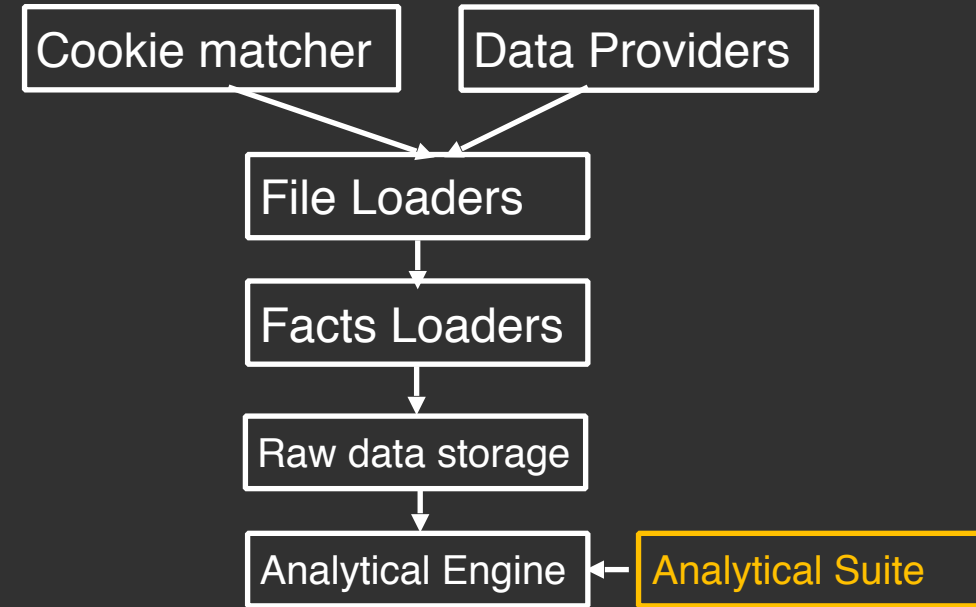 Cookie matcher
Data Providers
File Loaders
Facts Loaders
Raw data storage
Analytical Engine
Analytical Suite